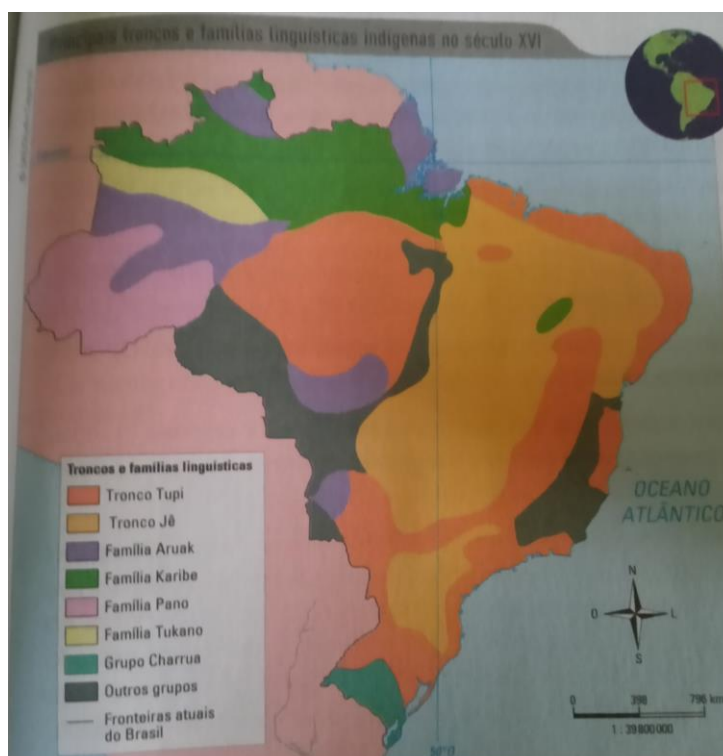 troncos e famílias linguísticas indígenas no século XVI
OCEANO
ATLÂNTICO
Troncos e famílias linguísticas
Tronco Tupi
Tronco Jê
Família Aruak
Família Karibe
Família Pano
Família Tukano
Grupo Charrua
Outros grupos
Fronteiras atuais
do Brasil
N
O
L
S
0
398
796 km
1 : 39 800 000
50°O